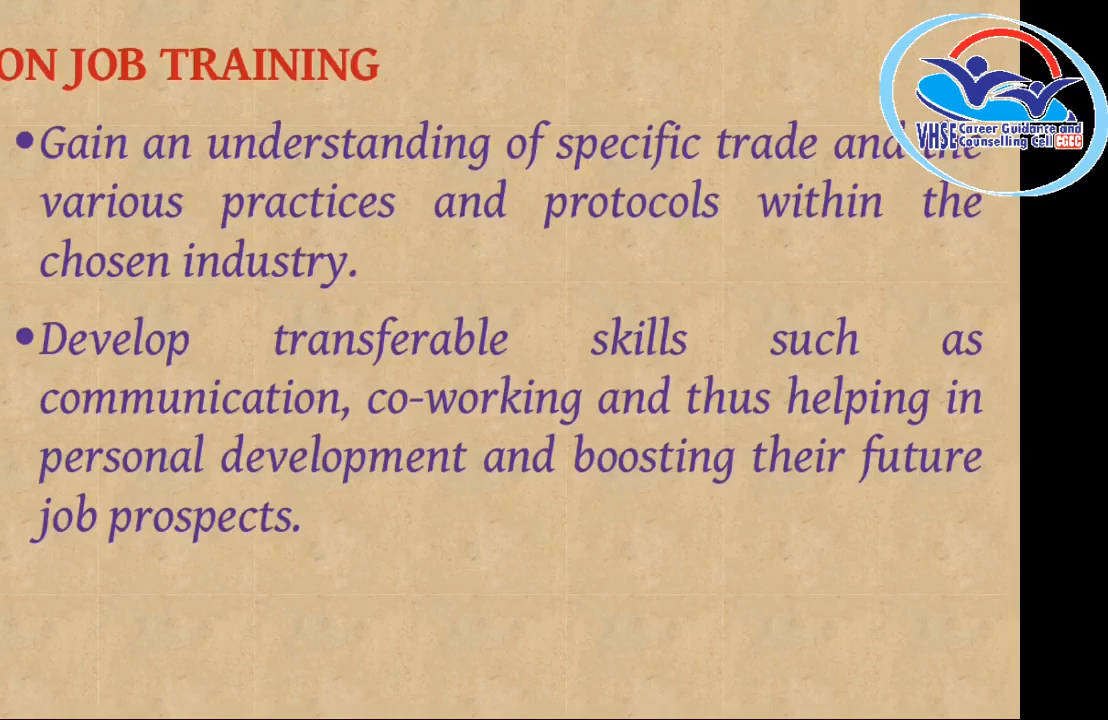 ON JOB TRAINING
•Gain an understanding of specific trade and the
various practices and protocols within the
chosen industry.
•Develop transferable skills such as
communication, co-working and thus helping in
personal development and boosting their future
job prospects.
VHSE Career Guidance and
Counselling Cell CGCC